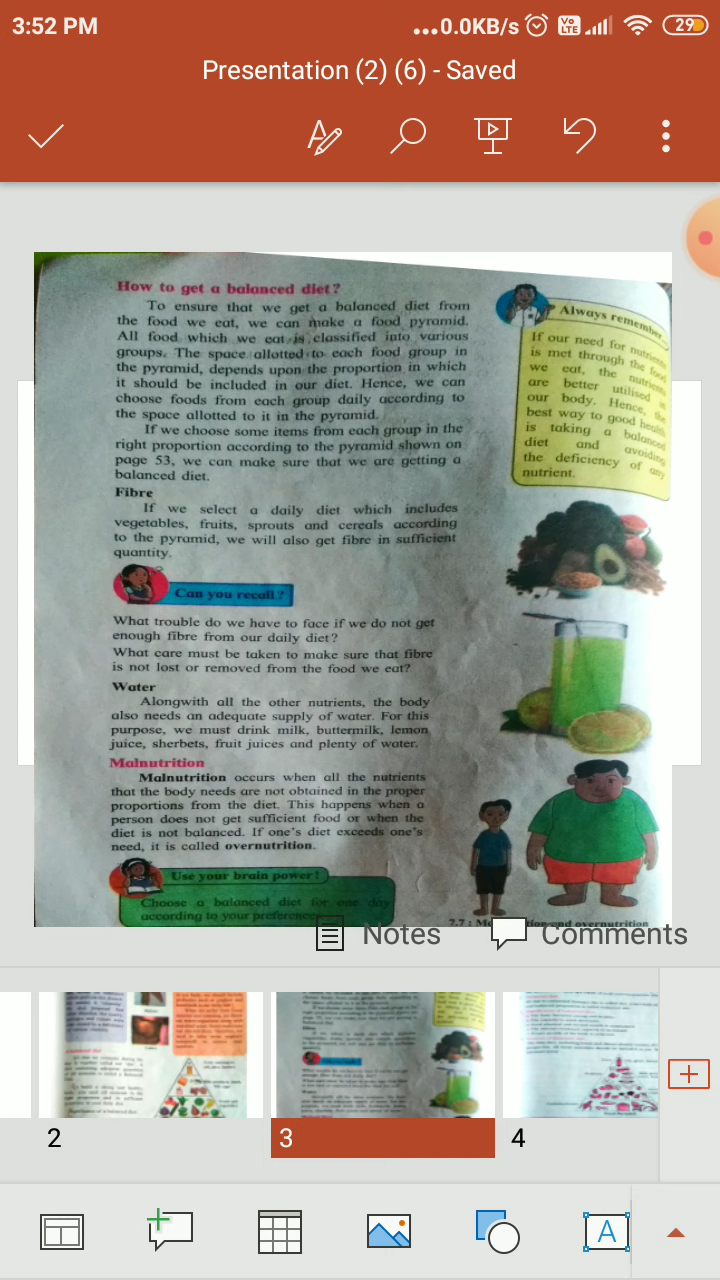 3:52 PM
...0.0KB/s
Vo
LTE
29
Presentation (2) (6) - Saved
How to get a balanced diet?
To ensure that we get a balanced diet from
the food we eat, we can make a food pyramid.
All food which we eat is classified into various
groups. The space allotted to each food group in
the pyramid, depends upon the proportion in which
it should be included in our diet. Hence, we can
choose foods from each group daily according to
the space allotted to it in the pyramid.
If we choose some items from each group in the
right proportion according to the pyramid shown on
page 53, we can make sure that we are getting a
balanced diet.
Fibre
If we select a daily diet which includes
vegetables, fruits, sprouts and cereals according
to the pyramid, we will also get fibre in sufficient
quantity.
Can you recall?
What trouble do we have to face if we do not get
enough fibre from our daily diet?
What care must be taken to make sure that fibre
is not lost or removed from the food we eat?
Water
Alongwith all the other nutrients, the body
also needs an adequate supply of water. For this
purpose, we must drink milk, buttermilk, lemon
juice, sherbets, fruit juices and plenty of water.
Malnutrition
Malnutrition occurs when all the nutrients
that the body needs are not obtained in the proper
proportions from the diet. This happens when a
person does not get sufficient food or when the
diet is not balanced. If one's diet exceeds one's
need, it is called overnutrition.
Use your brain power!
Choose a balanced diet for one day
according to your preference
Always remember
If our need for nutrients
is met through the food
we eat, the nutrients
are better utilised in
our body. Hence, the
best way to good health
is taking a balanced
diet and avoiding
the deficiency of any
nutrient.
7.7 : and overnutrition
Notes
Comments
2
3
4
A